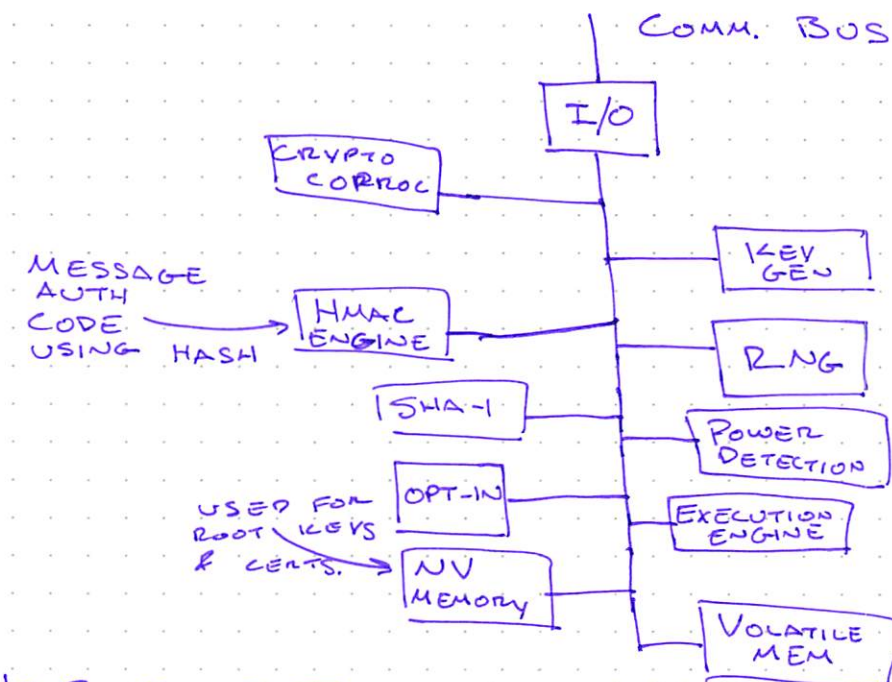 COMM. BUS
I/O
CRYPTO
COPROC
KEY
GEN
MESSAGE
AUTH
CODE
USING HASH
HMAC
ENGINE
RNG
SHA-1
POWER
DETECTION
USED FOR
ROOT KEYS
& CERTS.
OPT-IN
EXECUTION
ENGINE
NV
MEMORY
VOLATILE
MEM